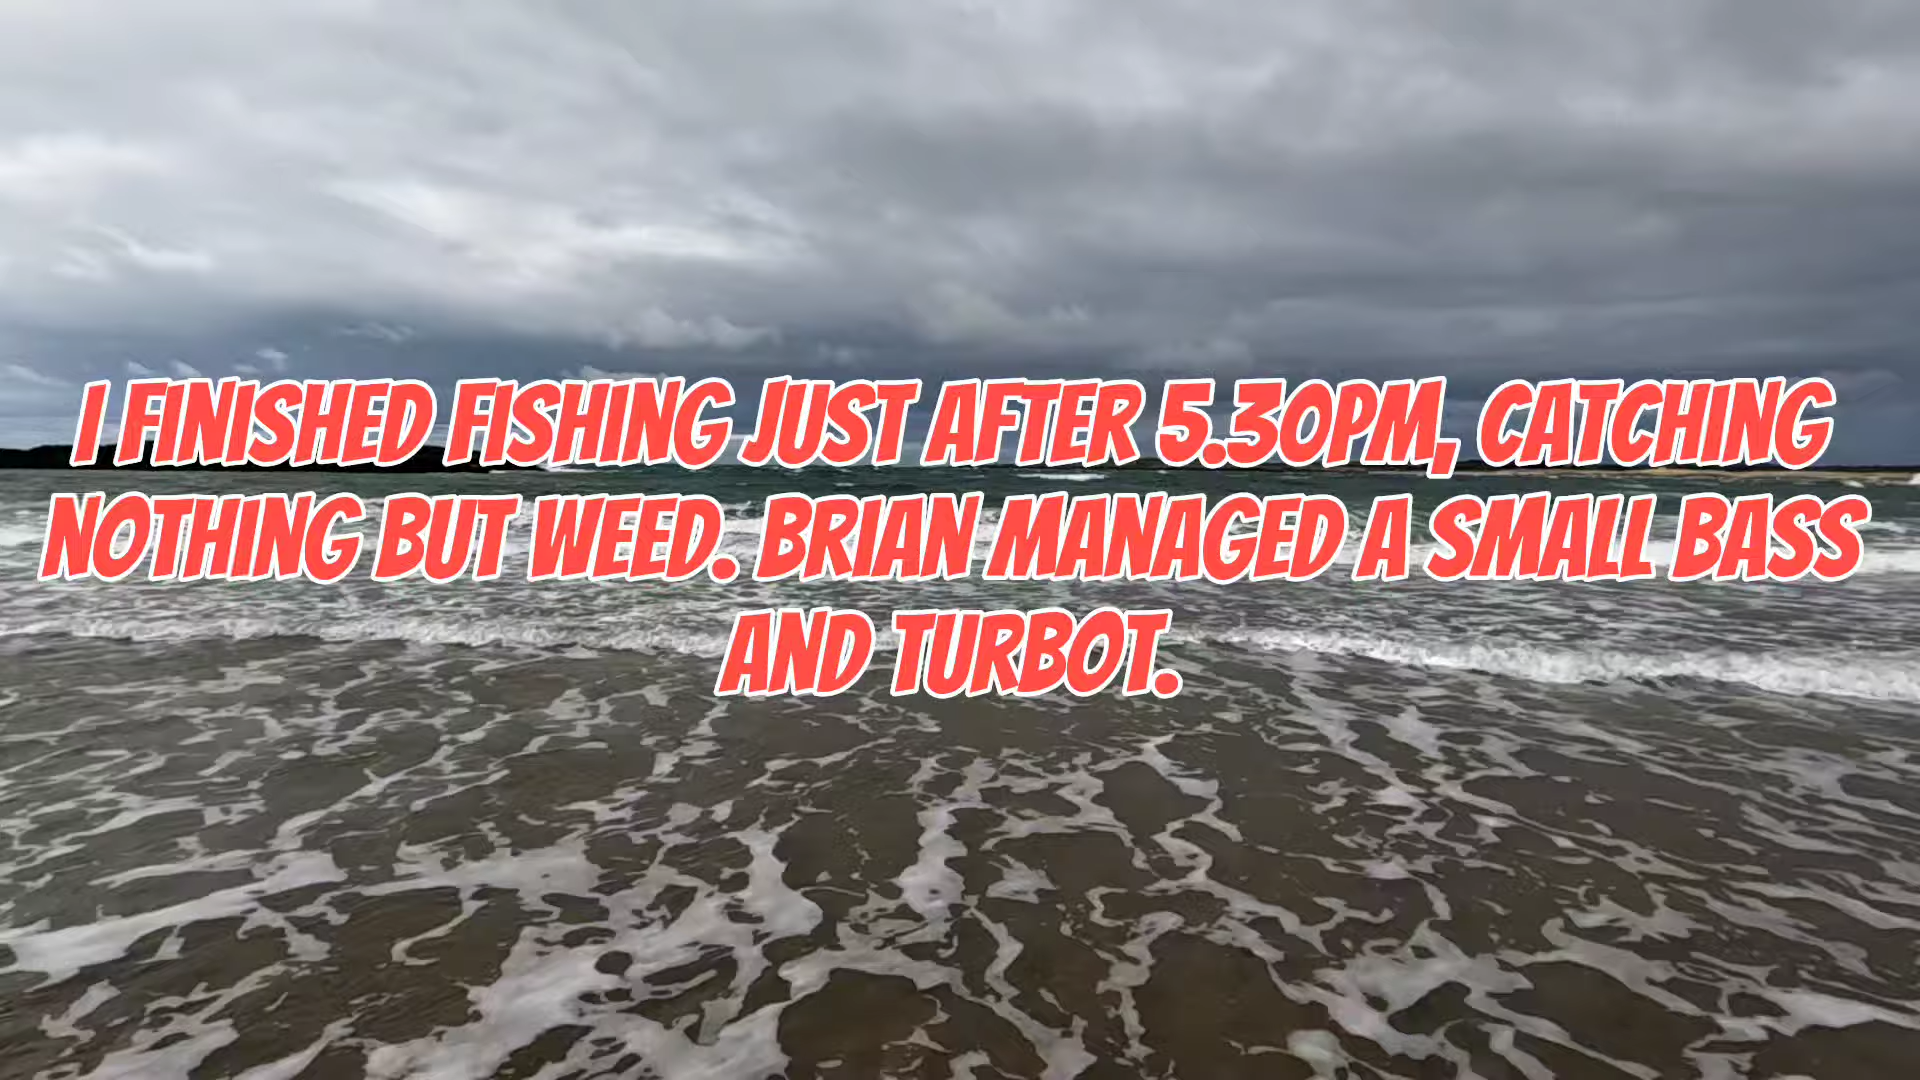 I FINISHED FISHING JUST AFTER 5.30PM, CATCHING
NOTHING BUT WEED. BRIAN MANAGED A SMALL BASS
AND TURBOT.